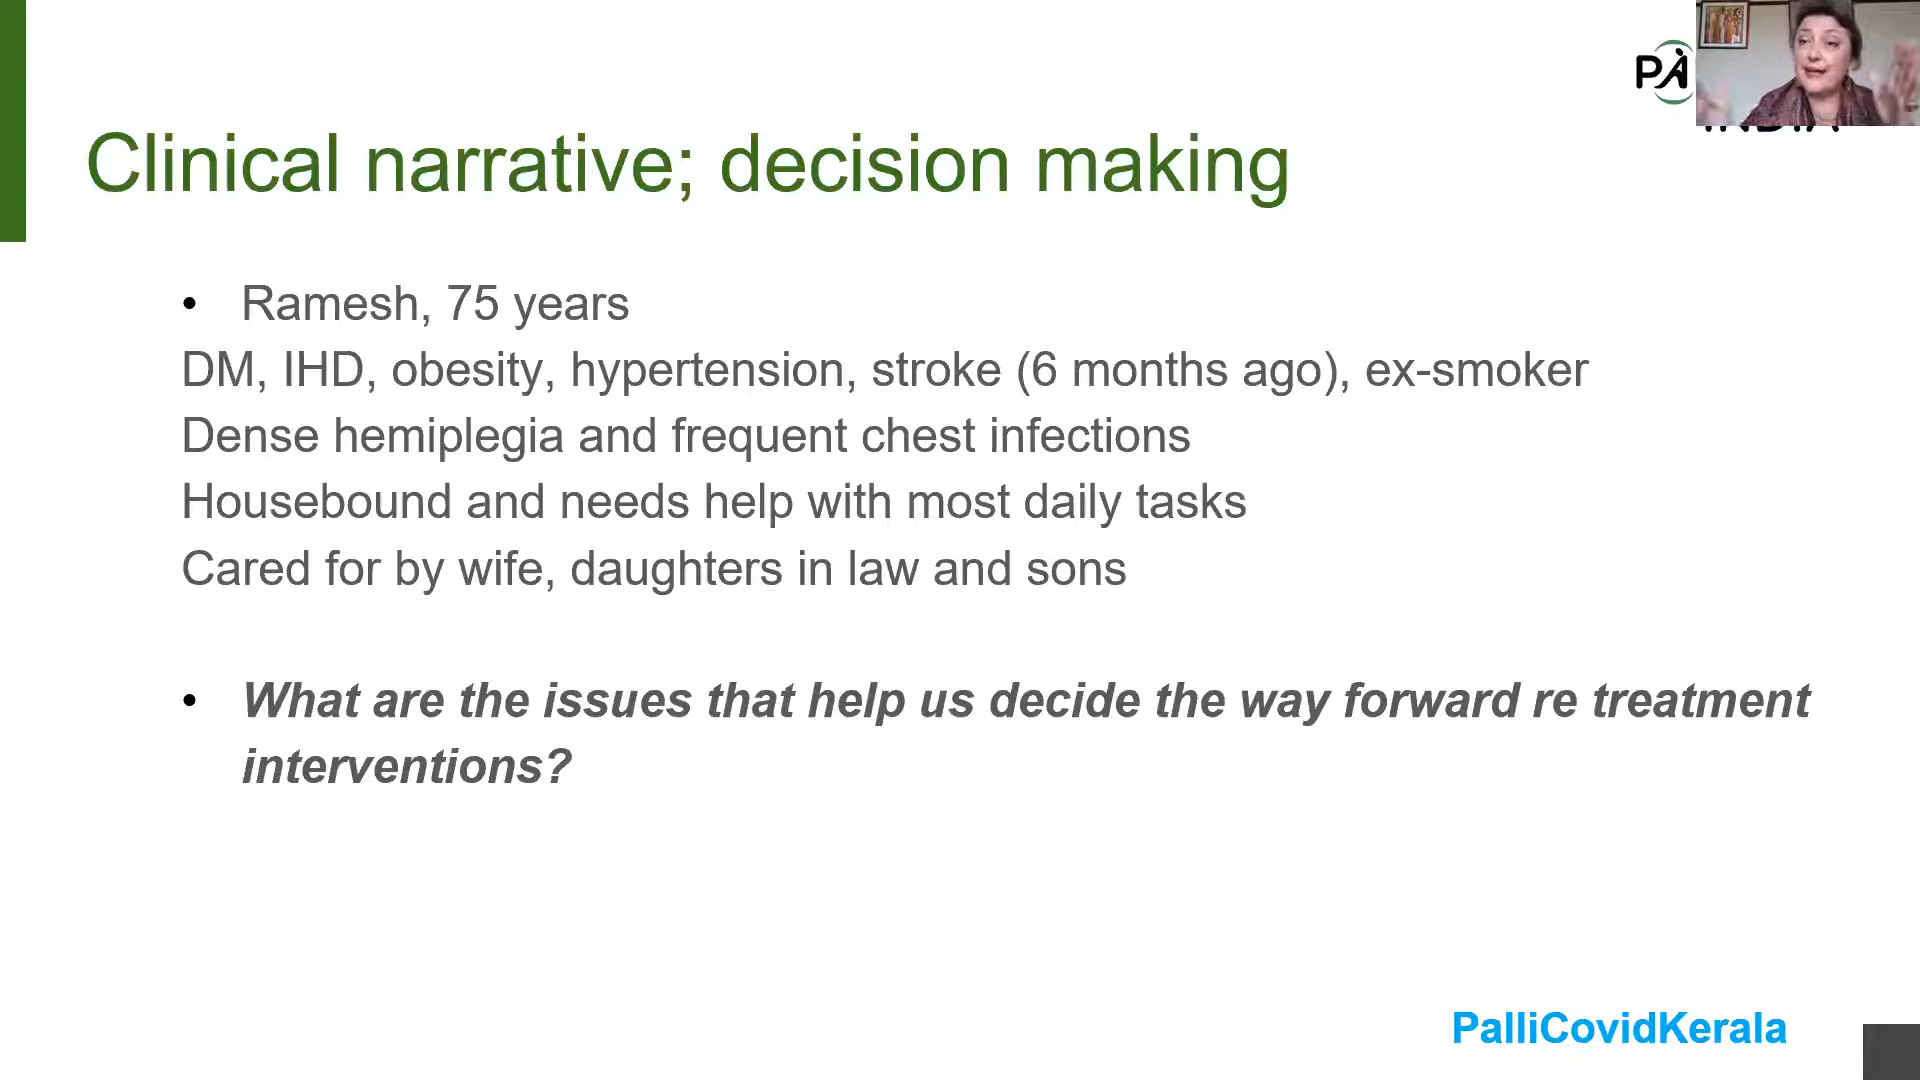 Clinical narrative; decision making
• Ramesh, 75 years
DM, IHD, obesity, hypertension, stroke (6 months ago), ex-smoker
Dense hemiplegia and frequent chest infections
Housebound and needs help with most daily tasks
Cared for by wife, daughters in law and sons
• What are the issues that help us decide the way forward re treatment
interventions?
PalliCovidKerala